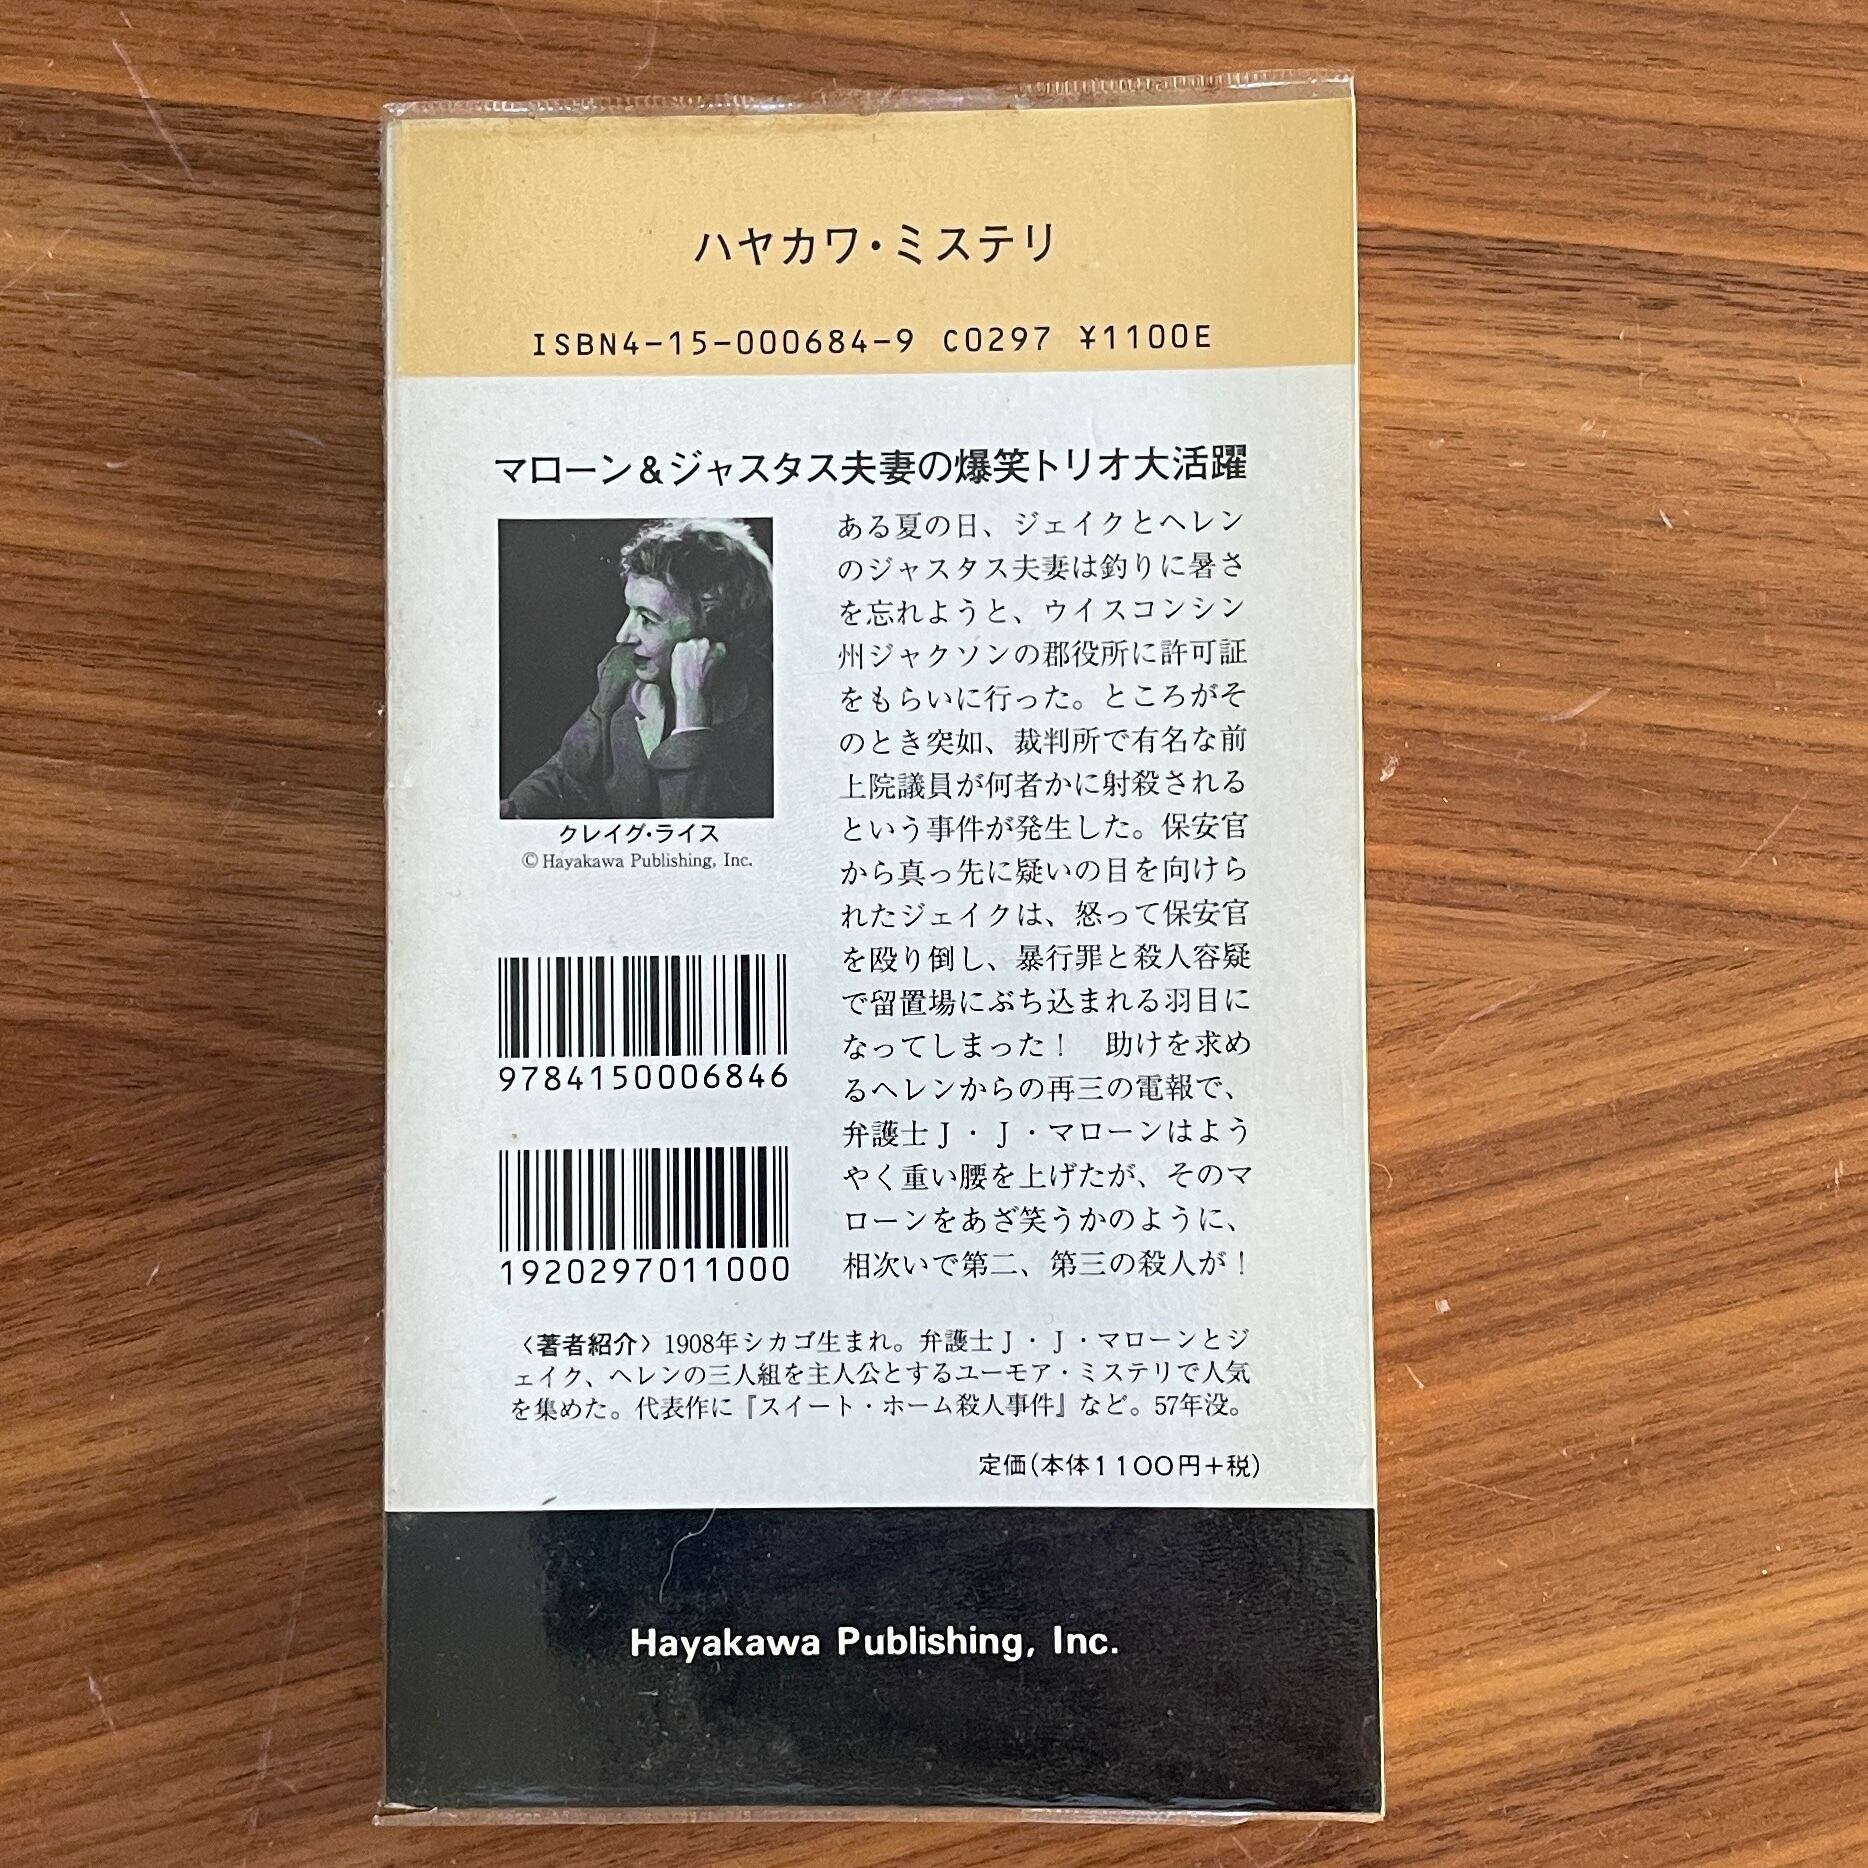 ハヤカワ・ミステリ
ISBN4-15-000684-9 C0297 ¥1100E
マローン&ジャスタス夫妻の爆笑トリオ大活躍
クレイグ・ライス
©Hayakawa Publishing, Inc.
9784150006846
1920297011000
ある夏の日、ジェイクとヘレン
のジャスタス夫妻は釣りに暑さ
を忘れようと、ウイスコンシン
州ジャクソンの郡役所に許可証
をもらいに行った。ところがそ
のとき突如、裁判所で有名な前
上院議員が何者かに射殺される
という事件が発生した。保安官
から真っ先に疑いの目を向けら
れたジェイクは、怒って保安官
を殴り倒し、暴行罪と殺人容疑
で留置場にぶち込まれる羽目に
なってしまった! 助けを求め
るヘレンからの再三の電報で、
弁護士J・J・マローンはよう
やく重い腰を上げたが、そのマ
ローンをあざ笑うかのように、
相次いで第二、第三の殺人が!
〈著者紹介〉1908年シカゴ生まれ。弁護士J・J・マローンとジ
ェイク、ヘレンの三人組を主人公とするユーモア・ミステリで人気
を集めた。代表作に『スイート・ホーム殺人事件』など。57年没。
定価(本体1100円+税)
Hayakawa Publishing, Inc.